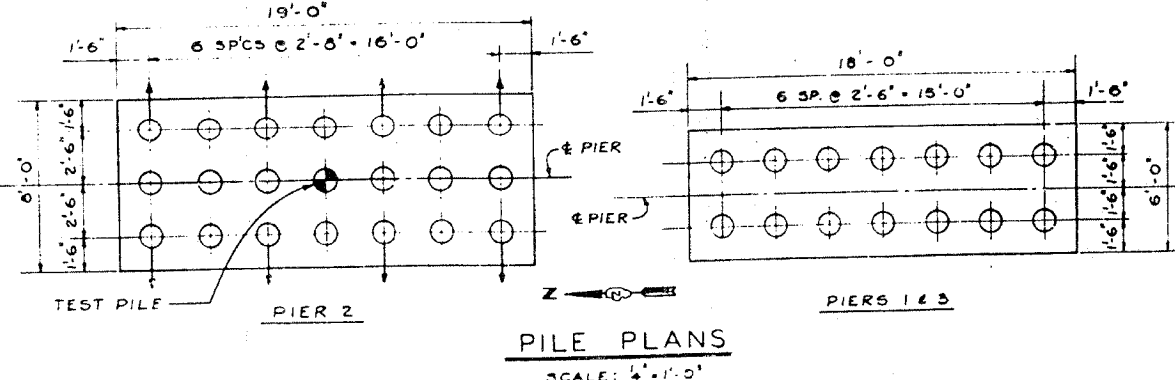 19'-0"
1'-6" 6 SP'CS @ 2'-8" = 16'-0" 1'-6"
8'-0"
1'-6"
2'-6"
2'-6"
1'-6"
℄ PIER
TEST PILE
PIER 2
18'-0"
1'-6" 6 SP. @ 2'-6" = 15'-0" 1'-6"
℄ PIER
1'-6"
1'-6"
1'-6"
1'-6"
6'-0"
PIERS 1 & 3
Z
N
PILE PLANS
SCALE: 1/4" = 1'-0"